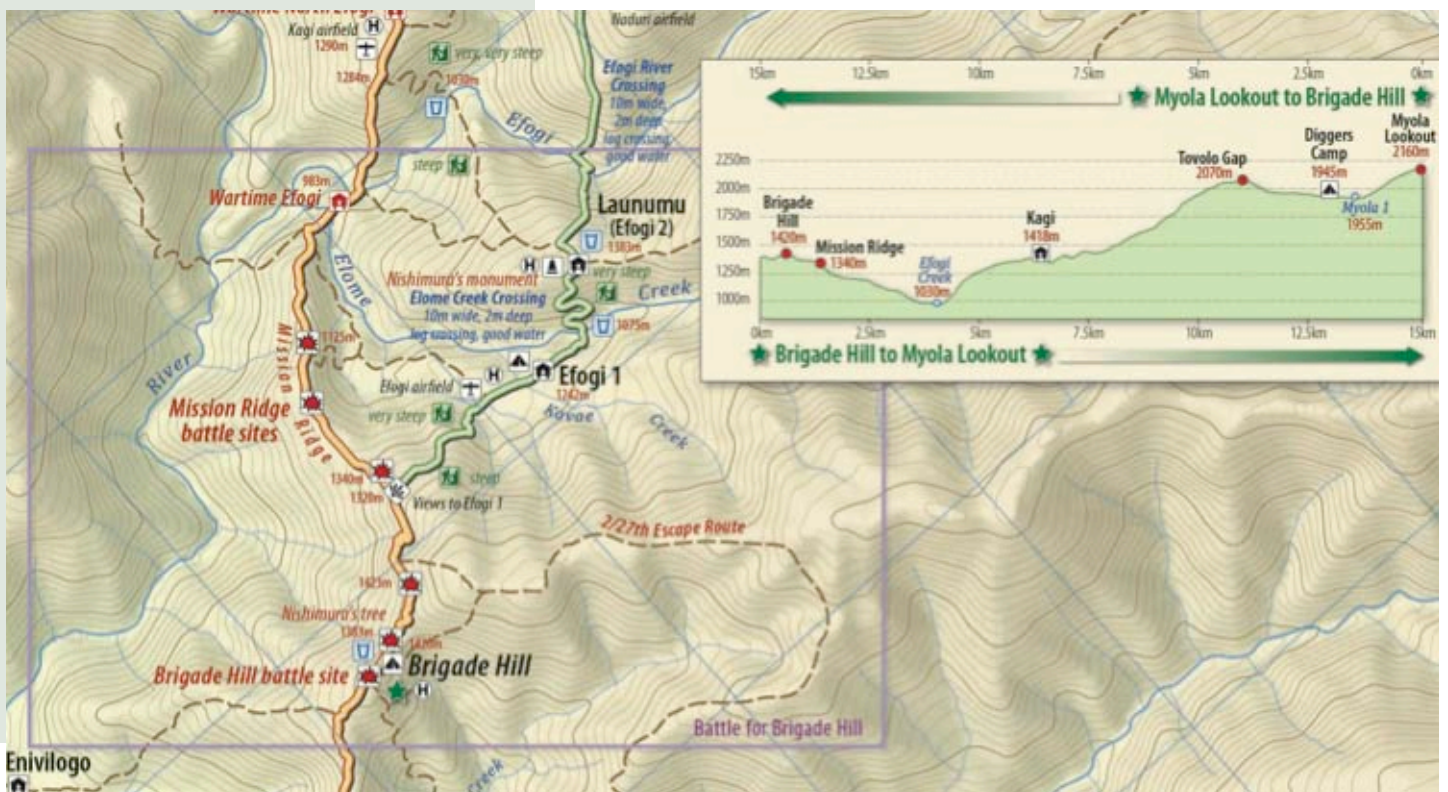 Kagi airfield
H
1290m
1284m
very, very steep
1030m
Naduri airfield
Efogi River
Crossing
10m wide,
2m deep
log crossing,
good water
Efogi
steep
983m
Wartime Efogi
Launumu
(Efogi 2)
1383m
H
very steep
Nishimura's monument
Elome Creek Crossing
10m wide, 2m deep
log crossing, good water
Elome
Creek
1075m
River
Mission Ridge
1125m
Mission Ridge
battle sites
Efogi airfield
H
Efogi 1
1242m
very steep
Kavae
Creek
1340m
1320m
steep
Views to Efogi 1
2/27th Escape Route
1423m
Nishimura's tree
1383m
1420m
Brigade Hill
Brigade Hill battle site
H
Battle for Brigade Hill
Enivilogo
Creek
15km 12.5km 10km 7.5km 5km 2.5km 0km
Myola Lookout to Brigade Hill
Myola
Lookout
2160m
Diggers
Camp
1945m
Tovolo Gap
2070m
Myola 1
1955m
Kagi
1418m
Brigade
Hill
1420m
Mission Ridge
1340m
Efogi
Creek
1030m
2250m
2000m
1750m
1500m
1250m
1000m
0km 2.5km 5km 7.5km 10km 12.5km 15km
Brigade Hill to Myola Lookout